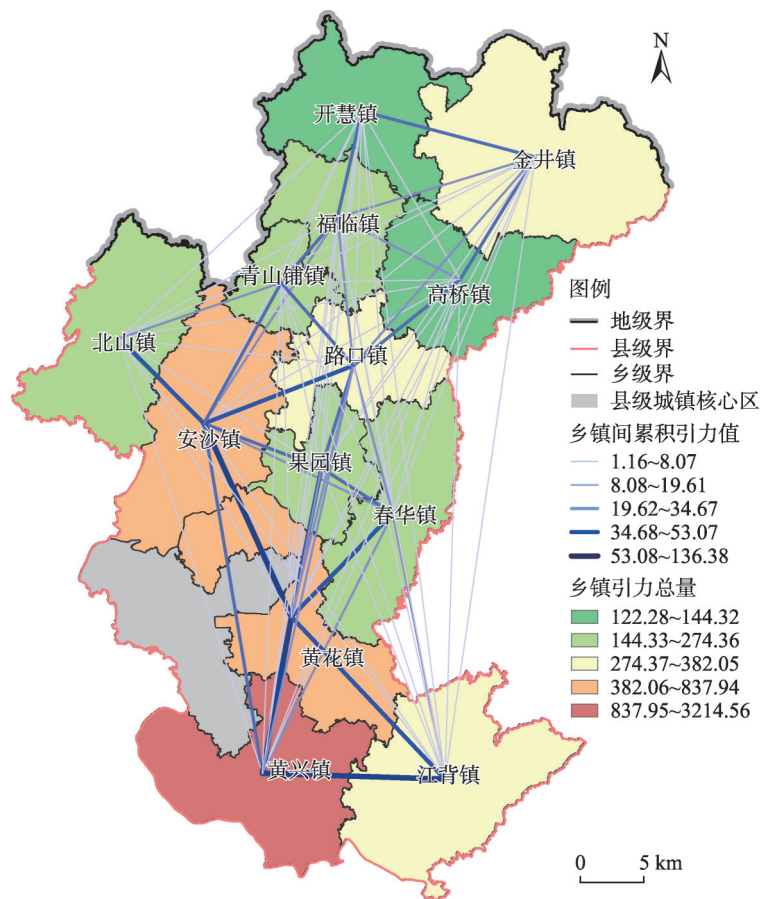 N
开慧镇
金井镇
福临镇
青山铺镇
高桥镇
北山镇
路口镇
安沙镇
果园镇
春华镇
黄花镇
黄兴镇
江背镇
图例
地级界
县级界
乡级界
县级城镇核心区
乡镇间累积引力值
1.16~8.07
8.08~19.61
19.62~34.67
34.68~53.07
53.08~136.38
乡镇引力总量
122.28~144.32
144.33~274.36
274.37~382.05
382.06~837.94
837.95~3214.56
0 5 km